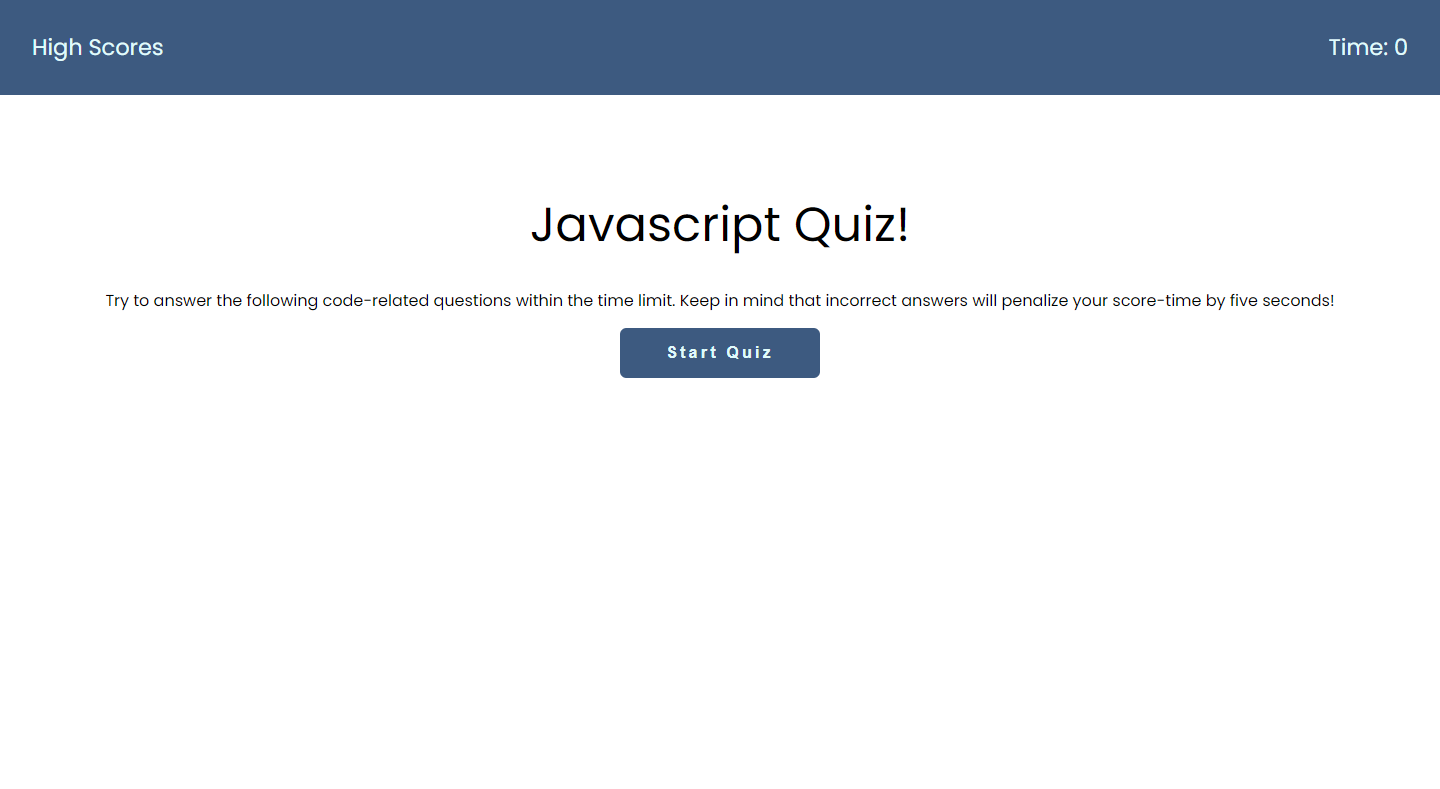 High Scores
Time: 0
Javascript Quiz!
Try to answer the following code-related questions within the time limit. Keep in mind that incorrect answers will penalize your score-time by five seconds!
Start Quiz